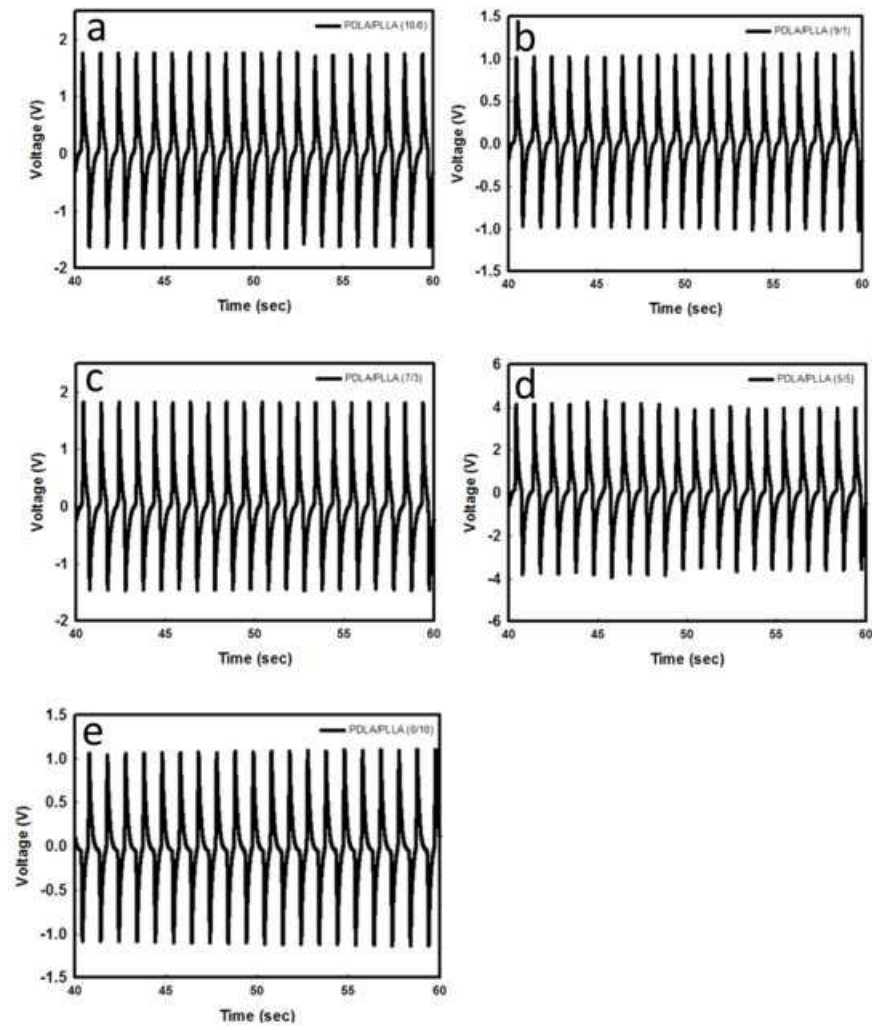 a
PDLA/PLLA (10/0)
2
1
0
-1
-2
Voltage (V)
40 45 50 55 60
Time (sec)
b
PDLA/PLLA (9/1)
1.5
1.0
0.5
0.0
-0.5
-1.0
-1.5
Voltage (V)
40 45 50 55 60
Time (sec)
c
PDLA/PLLA (7/3)
2
1
0
-1
-2
Voltage (V)
40 45 50 55 60
Time (sec)
d
PDLA/PLLA (5/5)
6
4
2
0
-2
-4
-6
Voltage (V)
40 45 50 55 60
Time (sec)
e
PDLA/PLLA (0/10)
1.5
1.0
0.5
0.0
-0.5
-1.0
-1.5
Voltage (V)
40 45 50 55 60
Time (sec)